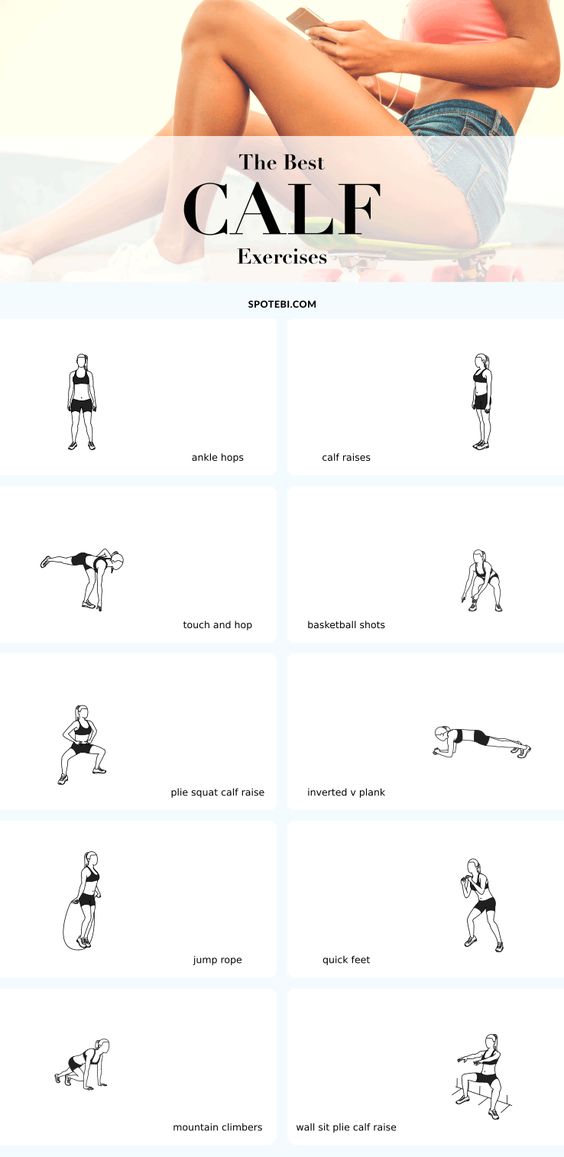 The Best
CALF
Exercises
SPOTEBI.COM
ankle hops
calf raises
touch and hop
basketball shots
plie squat calf raise
inverted v plank
jump rope
quick feet
mountain climbers
wall sit plie calf raise